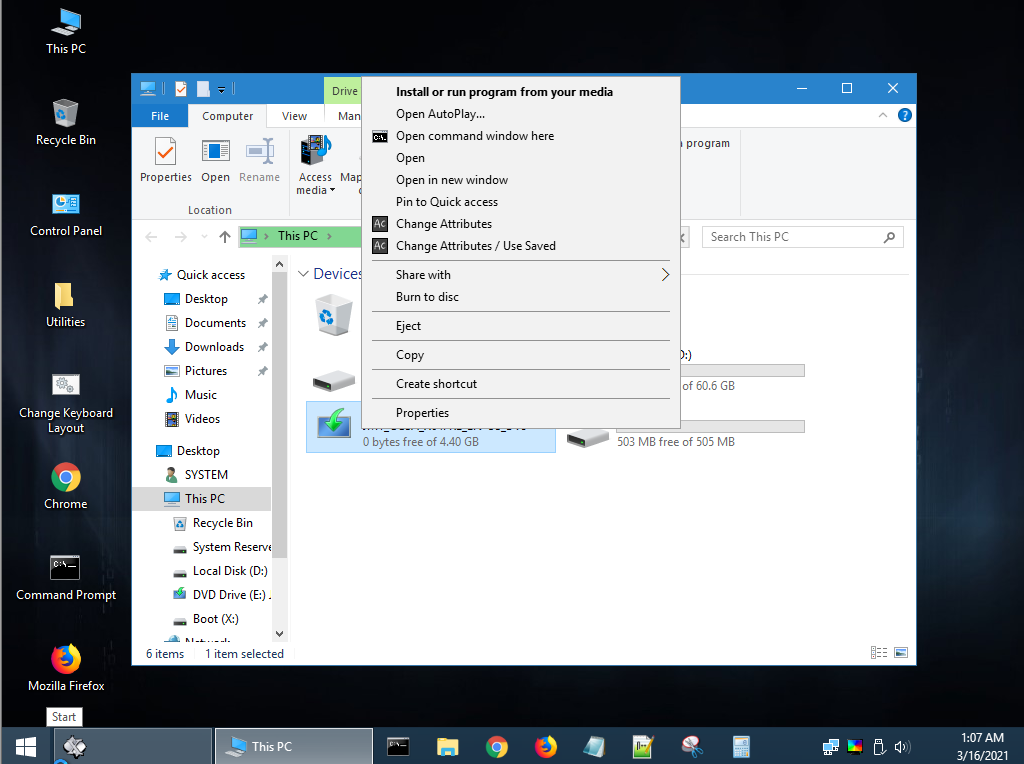 This PC
Recycle Bin
Control Panel
Utilities
Change Keyboard
Layout
Chrome
Command Prompt
Mozilla Firefox
Start
Drive
File
Computer
View
Man
Properties
Open
Rename
Access
media
Map
Location
program
This PC
Search This PC
Quick access
Desktop
Documents
Downloads
Pictures
Music
Videos
Desktop
SYSTEM
This PC
Recycle Bin
System Reserve
Local Disk (D:)
DVD Drive (E:)
Boot (X:)
Network
Devices
Install or run program from your media
Open AutoPlay...
C:\.
Open command window here
Open
Open in new window
Pin to Quick access
Ac Change Attributes
Ac Change Attributes / Use Saved
Share with
Burn to disc
Eject
Copy
Create shortcut
Properties
D:)
of 60.6 GB
0 bytes free of 4.40 GB
503 MB free of 505 MB
6 items
1 item selected
This PC
1:07 AM
3/16/2021